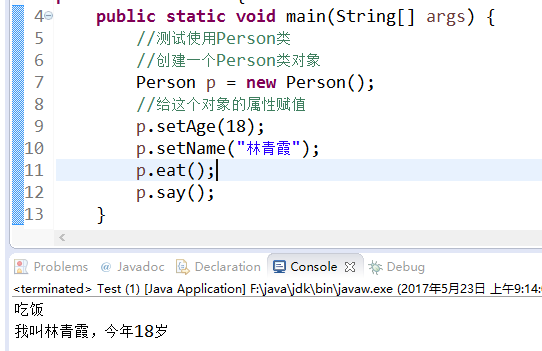 4 public static void main(String[] args) {
5 //测试使用Person类
6 //创建一个Person类对象
7 Person p = new Person();
8 //给这个对象的属性赋值
9 p.setAge(18);
10 p.setName("林青霞");
11 p.eat();
12 p.say();
13 }
Problems @ Javadoc Declaration Console Debug
<terminated> Test (1) [Java Application] F:\java\jdk\bin\javaw.exe (2017年5月23日 上午9:14:0
吃饭
我叫林青霞，今年18岁